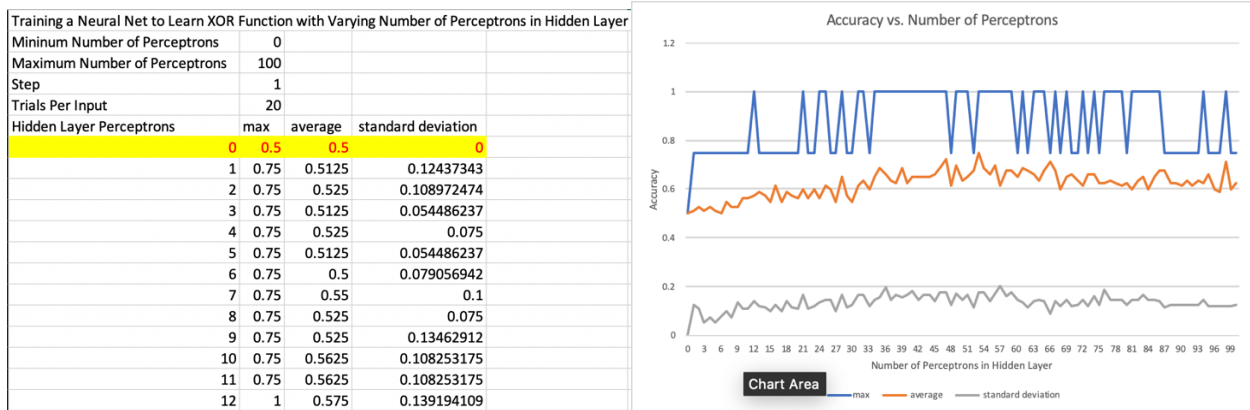 Training a Neural Net to Learn XOR Function with Varying Number of Perceptrons in Hidden Layer
Mininum Number of Perceptrons 0
Maximum Number of Perceptrons 100
Step 1
Trials Per Input 20
Hidden Layer Perceptrons max average standard deviation
0 0.5 0.5 0
1 0.75 0.5125 0.12437343
2 0.75 0.525 0.108972474
3 0.75 0.5125 0.054486237
4 0.75 0.525 0.075
5 0.75 0.5125 0.054486237
6 0.75 0.5 0.079056942
7 0.75 0.55 0.1
8 0.75 0.525 0.075
9 0.75 0.525 0.13462912
10 0.75 0.5625 0.108253175
11 0.75 0.5625 0.108253175
12 1 0.575 0.139194109
Accuracy vs. Number of Perceptrons
1.2
1
0.8
0.6
0.4
0.2
0
Accuracy
0 3 6 9 12 15 18 21 24 27 30 33 36 39 42 45 48 51 54 57 60 63 66 69 72 75 78 81 84 87 90 93 96 99
Number of Perceptrons in Hidden Layer
Chart Area
max average standard deviation